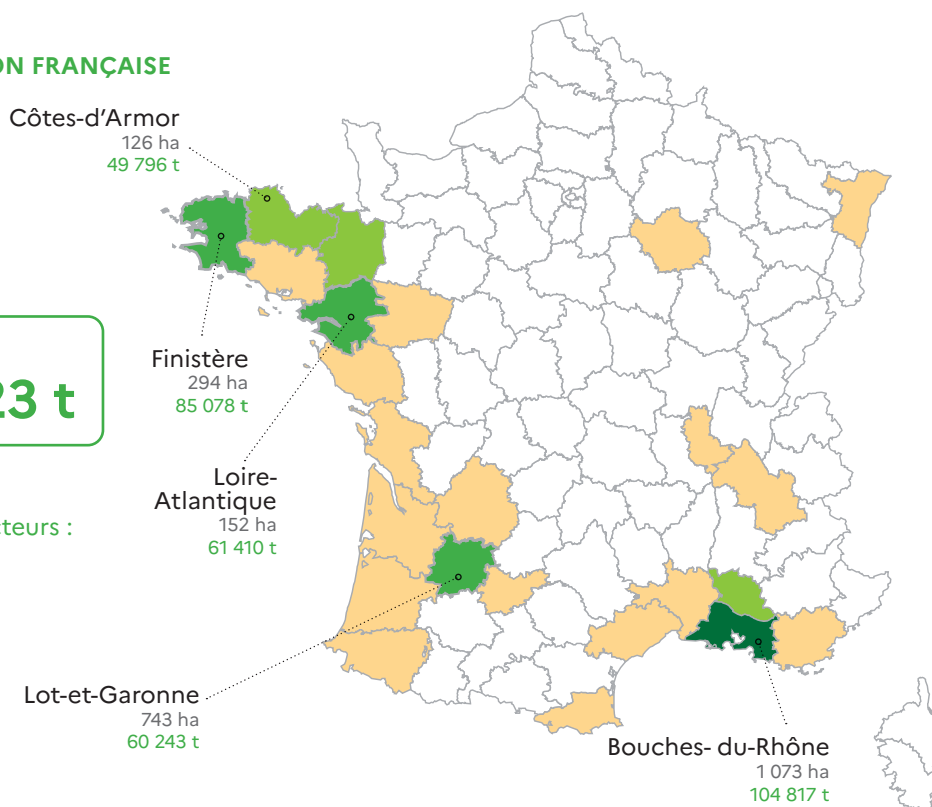 ON FRANÇAISE
Côtes-d'Armor
126 ha
49 796 t
Finistère
294 ha
85 078 t
23 t
Loire-
Atlantique
152 ha
61 410 t
cteurs :
Lot-et-Garonne
743 ha
60 243 t
Bouches- du-Rhône
1 073 ha
104 817 t